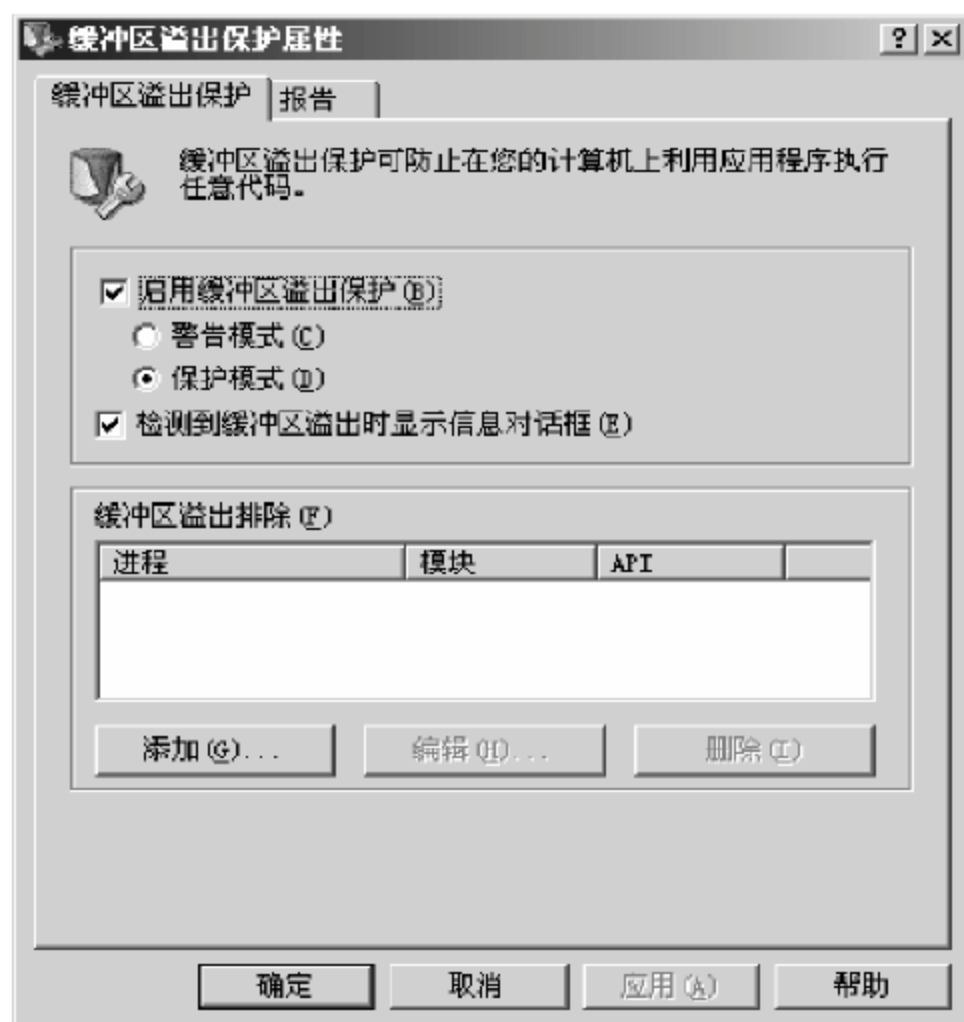 缓冲区溢出保护属性
缓冲区溢出保护
报告
缓冲区溢出保护可防止在您的计算机上利用应用程序执行
任意代码。
启用缓冲区溢出保护(B)
警告模式(C)
保护模式(D)
检测到缓冲区溢出时显示信息对话框(E)
缓冲区溢出排除(F)
进程 模块 API
添加(G)... 编辑(H)... 删除(I)
确定 取消 应用(A) 帮助